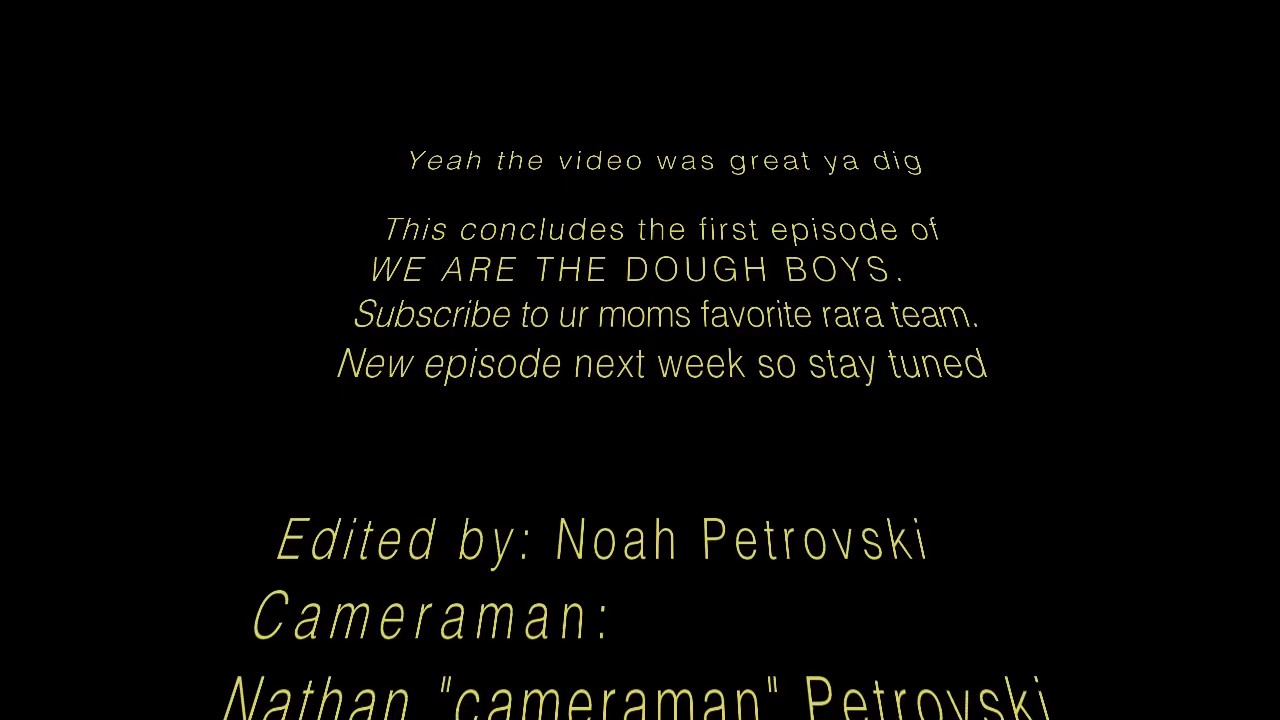 Yeah the video was great ya dig
This concludes the first episode of
WE ARE THE DOUGH BOYS.
Subscribe to ur moms favorite rara team.
New episode next week so stay tuned
Edited by: Noah Petrovski
Cameraman:
Nathan "cameraman" Petrovski